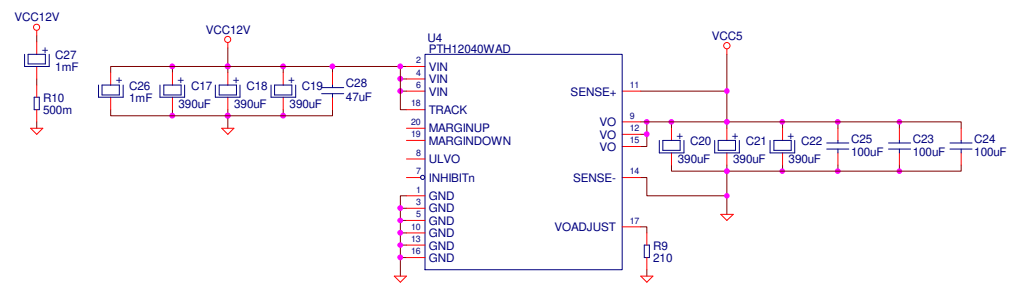 VCC12V
C27
1mF
R10
500m
VCC12V
C26
1mF
C17
390uF
C18
390uF
C19
390uF
C28
47uF
U4
PTH12040WAD
2 VIN
4 VIN
6 VIN
18 TRACK
20 MARGINUP
19 MARGINDOWN
8 ULVO
7 INHIBITn
1 GND
3 GND
5 GND
10 GND
13 GND
16 GND
SENSE+ 11
VO 9
VO 12
VO 15
SENSE- 14
VOADJUST 17
VCC5
C20
390uF
C21
390uF
C22
390uF
C25
100uF
C23
100uF
C24
100uF
R9
210